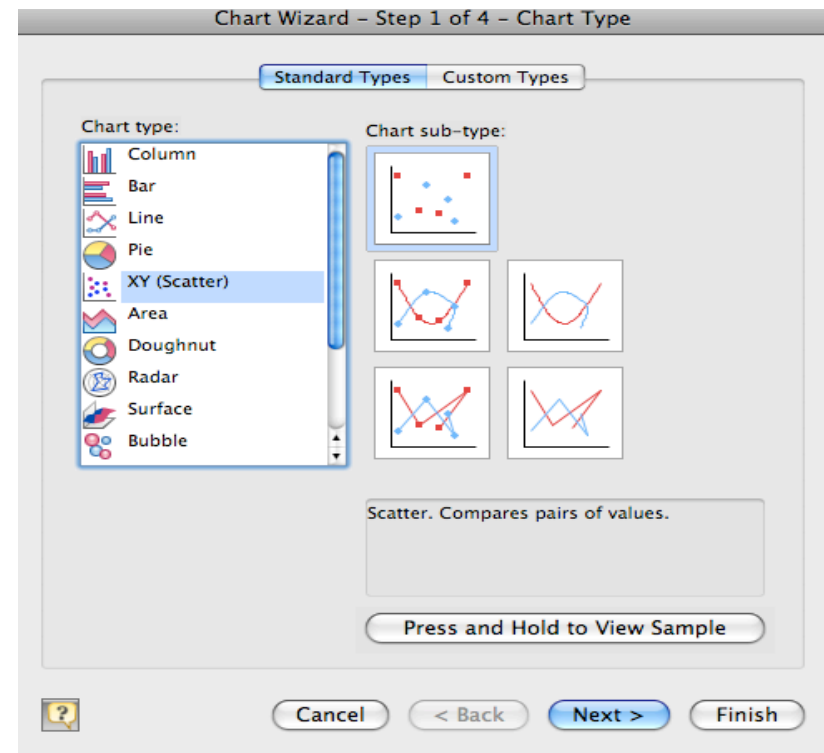 Chart Wizard – Step 1 of 4 – Chart Type
Standard Types Custom Types
Chart type:
Column
Bar
Line
Pie
XY (Scatter)
Area
Doughnut
Radar
Surface
Bubble
Chart sub-type:
Scatter. Compares pairs of values.
Press and Hold to View Sample
?
Cancel < Back Next > Finish